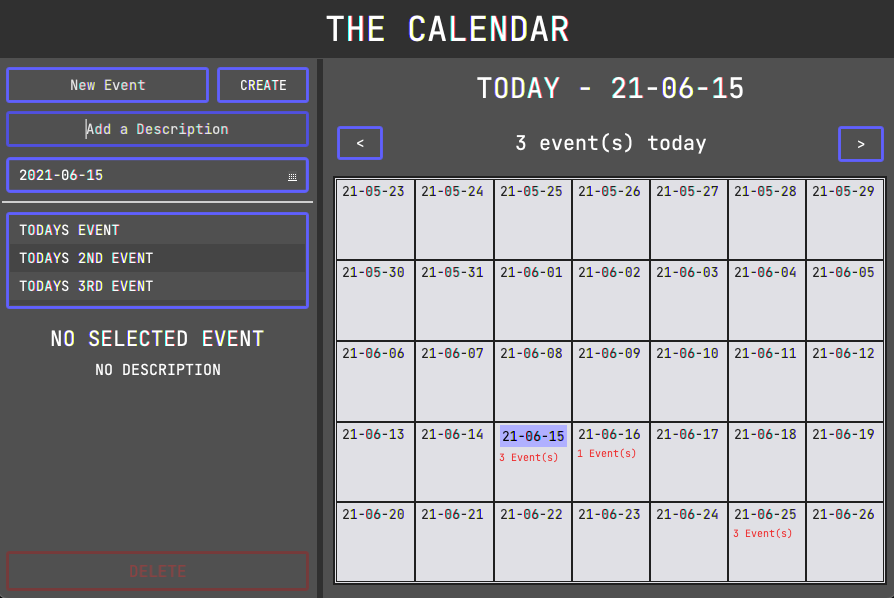 THE CALENDAR
New Event
CREATE
Add a Description
2021-06-15
TODAYS EVENT
TODAYS 2ND EVENT
TODAYS 3RD EVENT
NO SELECTED EVENT
NO DESCRIPTION
DELETE
TODAY - 21-06-15
< 3 event(s) today >
21-05-23 21-05-24 21-05-25 21-05-26 21-05-27 21-05-28 21-05-29
21-05-30 21-05-31 21-06-01 21-06-02 21-06-03 21-06-04 21-06-05
21-06-06 21-06-07 21-06-08 21-06-09 21-06-10 21-06-11 21-06-12
21-06-13 21-06-14 21-06-15 21-06-16 21-06-17 21-06-18 21-06-19
3 Event(s) 1 Event(s)
21-06-20 21-06-21 21-06-22 21-06-23 21-06-24 21-06-25 21-06-26
3 Event(s)